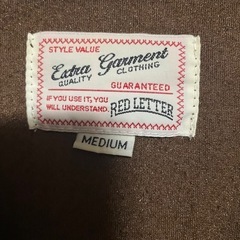 STYLE VALUE
Extra Garment
QUALITY CLOTHING
GUARANTEED
IF YOU USE IT, YOU
WILL UNDERSTAND. RED LETTER
MEDIUM